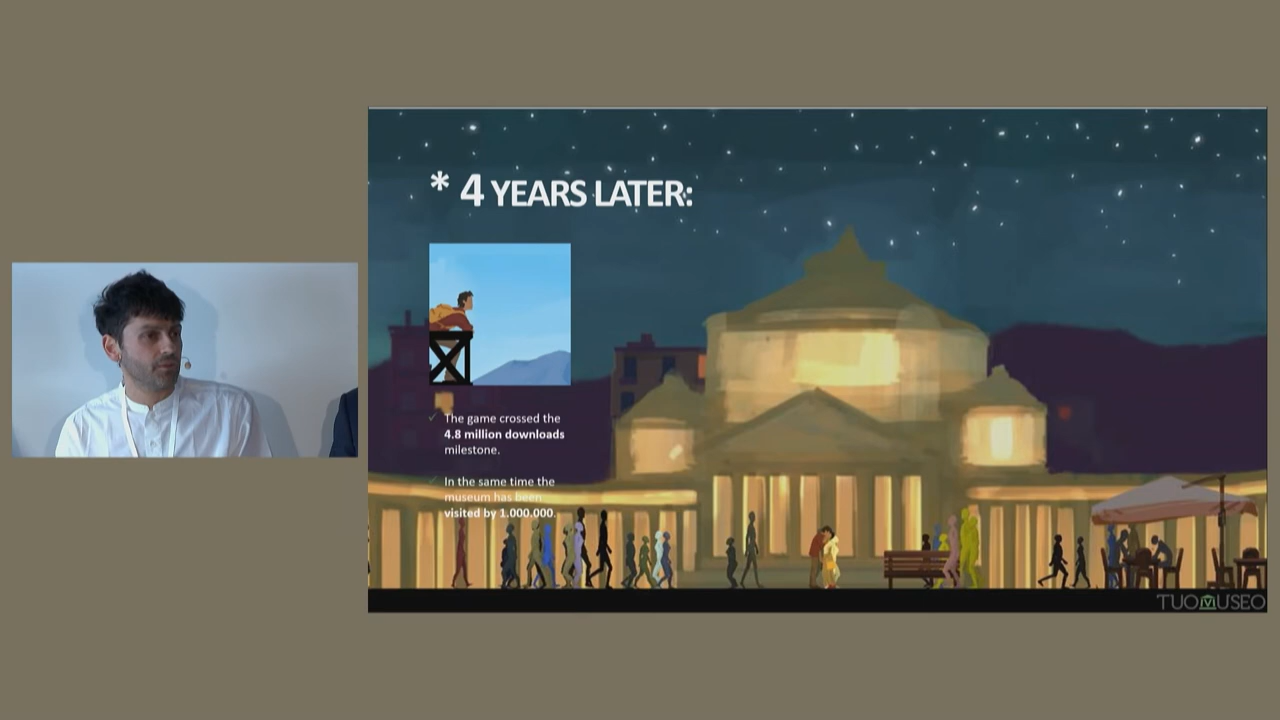 * 4 YEARS LATER:
✓ The game crossed the
4.8 million downloads
milestone.
✓ In the same time the
museum has been
visited by 1.000.000.
TUOMUSEO